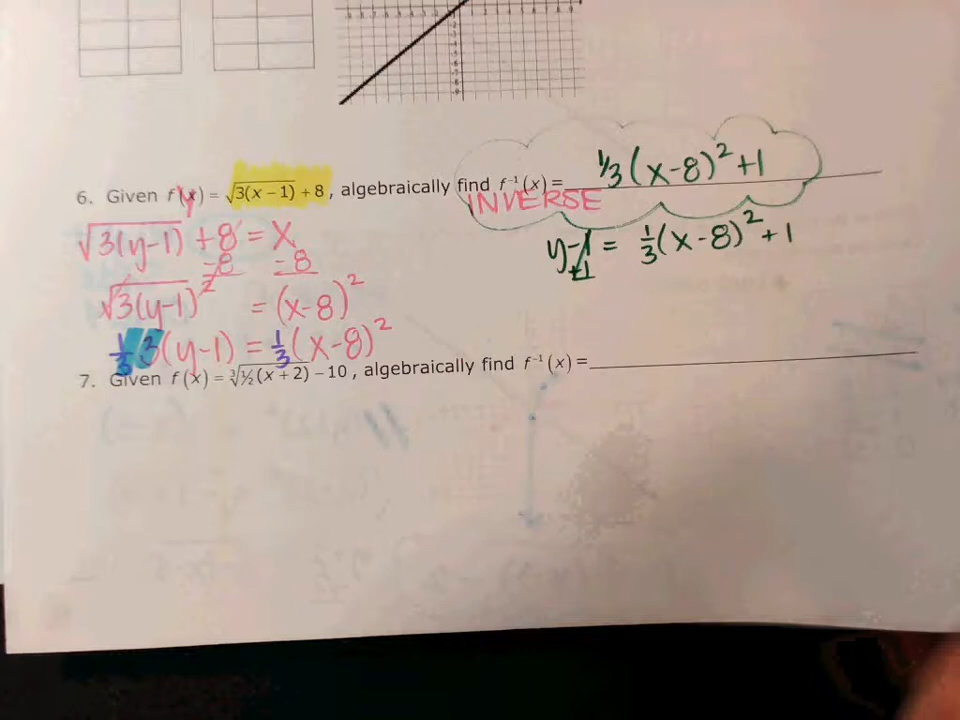 6. Given f(x) = √3(x − 1) + 8, algebraically find f⁻¹(x) = 1/3(x-8)²+1
INVERSE
√3(y-1) +8 = X
-8 -8
√3(y-1)² = (x-8)²
1/3 3(y-1) = 1/3(x-8)²
y-1 = 1/3(x-8)²+1
+1
7. Given f(x) = ∛½(x + 2) − 10, algebraically find f⁻¹(x) =